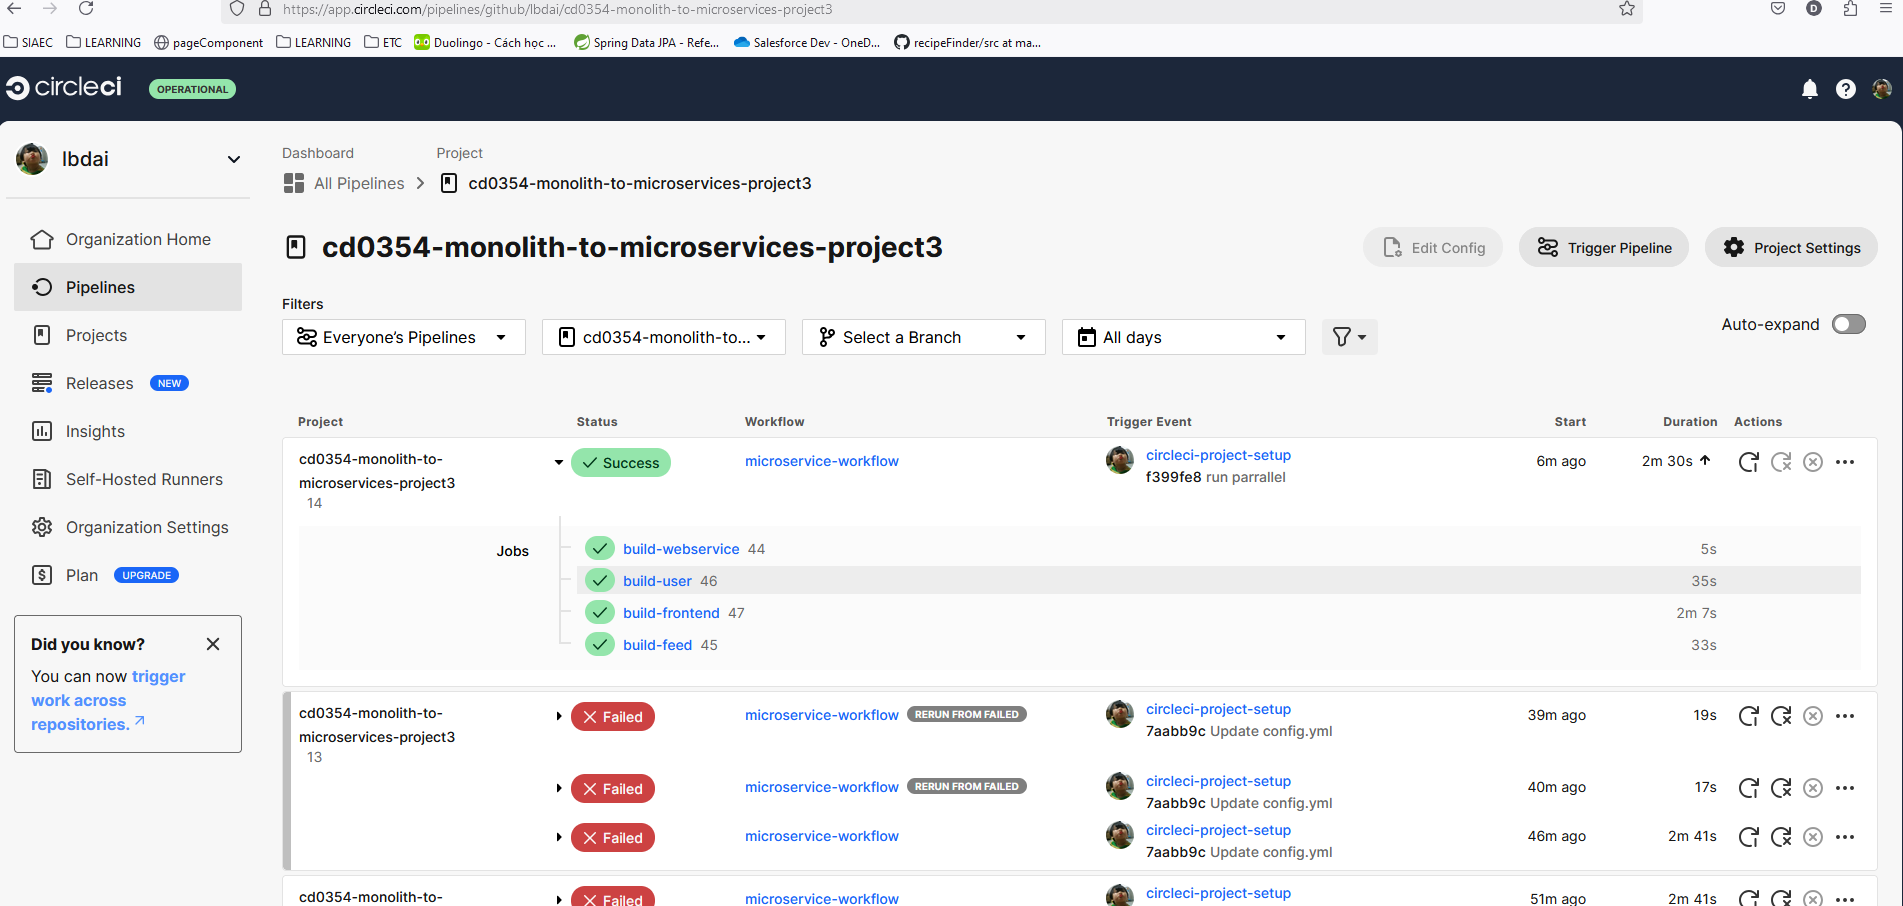 https://app.circleci.com/pipelines/github/lbdai/cd0354-monolith-to-microservices-project3
D
SIAEC LEARNING pageComponent LEARNING ETC Duolingo - Cách học ... Spring Data JPA - Refe... Salesforce Dev - OneD... recipeFinder/src at ma...
circleci OPERATIONAL
lbdai
Organization Home
Pipelines
Projects
Releases NEW
Insights
Self-Hosted Runners
Organization Settings
Plan UPGRADE
Did you know?
You can now trigger
work across
repositories.
Dashboard Project
All Pipelines cd0354-monolith-to-microservices-project3
cd0354-monolith-to-microservices-project3
Edit Config Trigger Pipeline Project Settings
Filters
Everyone’s Pipelines cd0354-monolith-to... Select a Branch All days
Auto-expand
Project Status Workflow Trigger Event Start Duration Actions
cd0354-monolith-to-
microservices-project3
14
Success microservice-workflow
circleci-project-setup
f399fe8 run parrallel
6m ago 2m 30s
Jobs
build-webservice 44 5s
build-user 46 35s
build-frontend 47 2m 7s
build-feed 45 33s
cd0354-monolith-to-
microservices-project3
13
Failed microservice-workflow RERUN FROM FAILED
circleci-project-setup
7aabb9c Update config.yml
39m ago 19s
Failed microservice-workflow RERUN FROM FAILED
circleci-project-setup
7aabb9c Update config.yml
40m ago 17s
Failed microservice-workflow
circleci-project-setup
7aabb9c Update config.yml
46m ago 2m 41s
cd0354-monolith-to-
Failed microservice-workflow
circleci-project-setup
51m ago 2m 41s